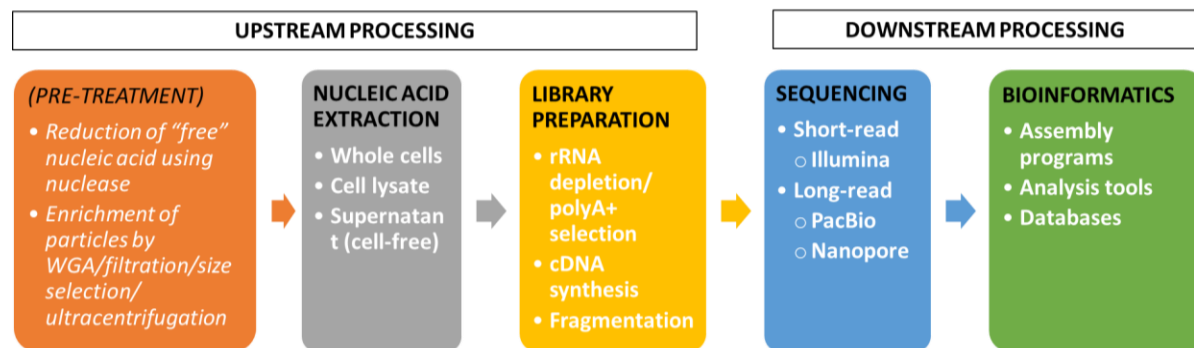 UPSTREAM PROCESSING
DOWNSTREAM PROCESSING
(PRE-TREATMENT)
• Reduction of “free”
nucleic acid using
nuclease
• Enrichment of
particles by
WGA/filtration/size
selection/
ultracentrifugation
NUCLEIC ACID
EXTRACTION
• Whole cells
• Cell lysate
• Supernatan
t (cell-free)
LIBRARY
PREPARATION
• rRNA
depletion/
polyA+
selection
• cDNA
synthesis
• Fragmentation
SEQUENCING
• Short-read
○ Illumina
• Long-read
○ PacBio
○ Nanopore
BIOINFORMATICS
• Assembly
programs
• Analysis tools
• Databases